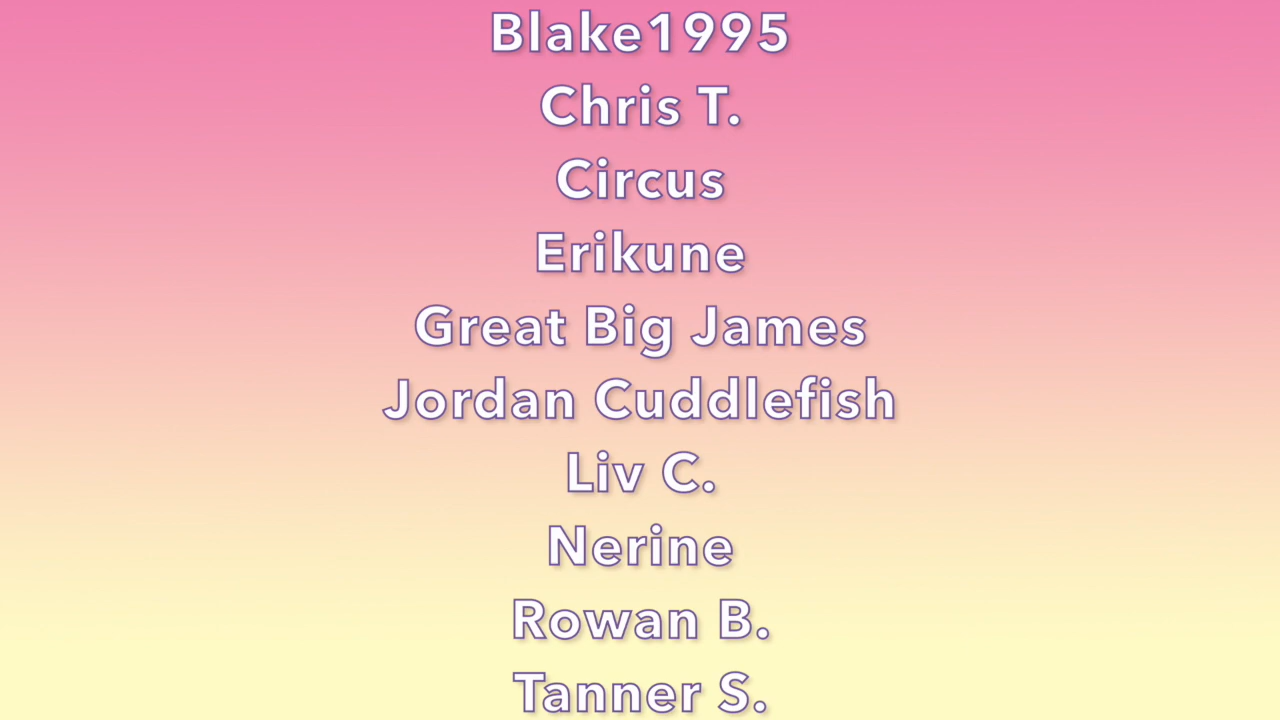 Blake1995
Chris T.
Circus
Erikune
Great Big James
Jordan Cuddlefish
Liv C.
Nerine
Rowan B.
Tanner S.